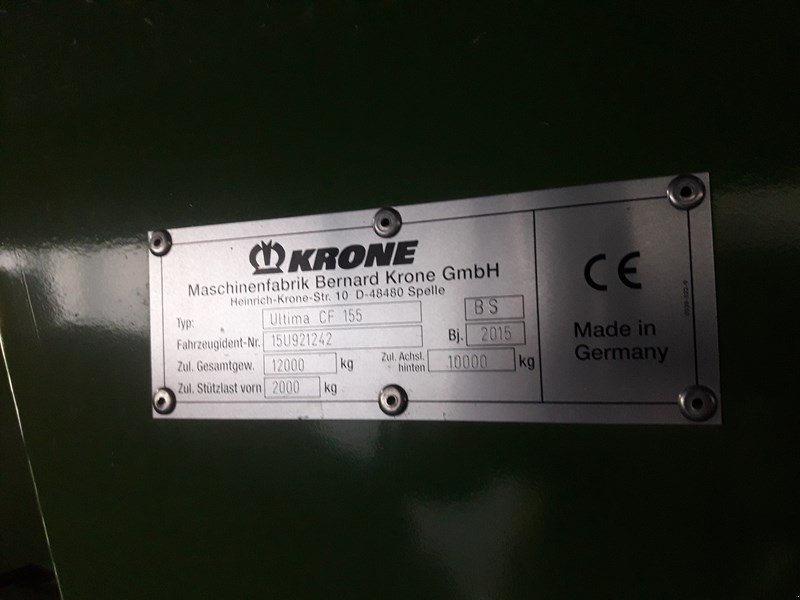 KRONE
Maschinenfabrik Bernard Krone GmbH
Heinrich-Krone-Str. 10 D-48480 Spelle
Typ: Ultima CF 155 BS
Fahrzeugident-Nr. 15U921242 Bj. 2015
Zul. Gesamtgew. 12000 kg Zul. Achsl. hinten 10000 kg
Zul. Stützlast vorn 2000 kg
CE
Made in
Germany